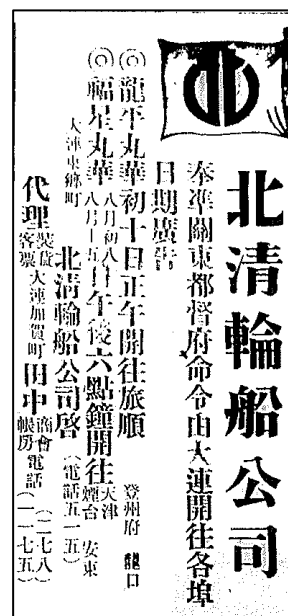 北清輪船公司
奉准關東都督府命令由大連開往各埠
日期廣告
◎龍平丸華初十日正午開往旅順 登州府 龍口
◎福星丸華八月初八日八月十五日午後六點鐘開往天津 煙台 安東
大連東鄉町
北清輪船公司啓(電話五一五)
代理裝貨客票大連加賀町田中商會帳房電話(二七八)(一一七五)